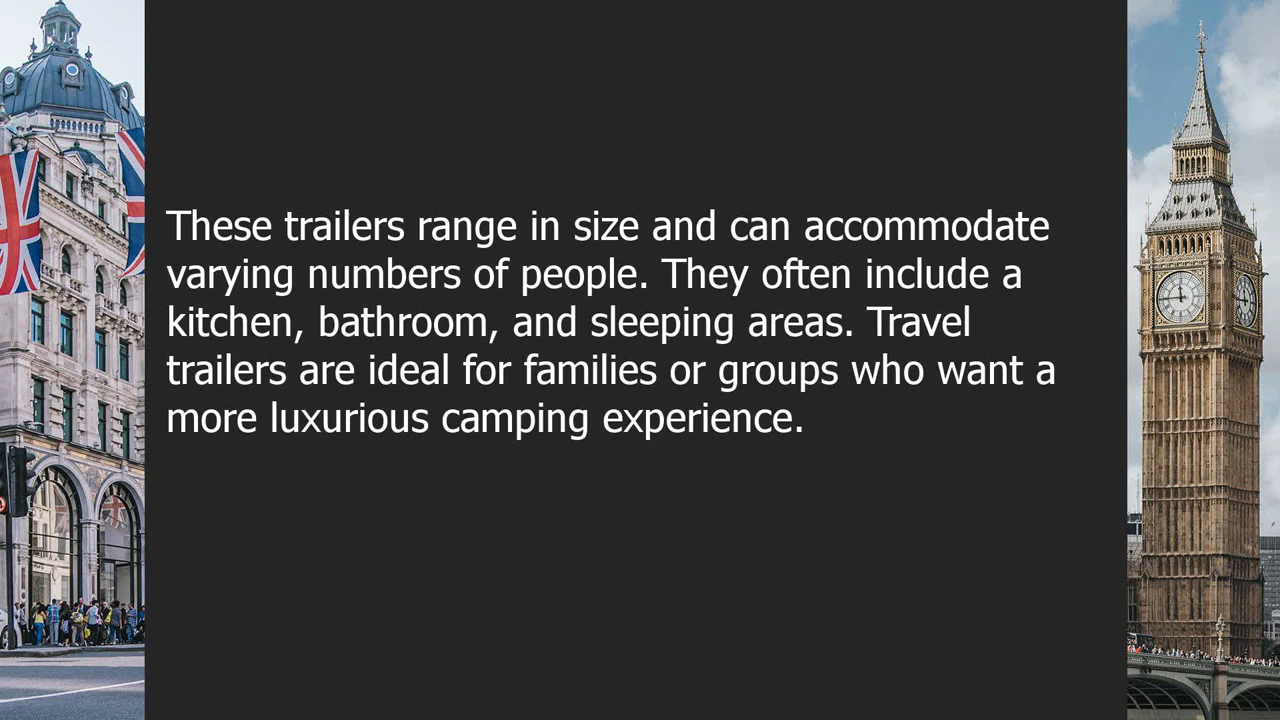 These trailers range in size and can accommodate
varying numbers of people. They often include a
kitchen, bathroom, and sleeping areas. Travel
trailers are ideal for families or groups who want a
more luxurious camping experience.